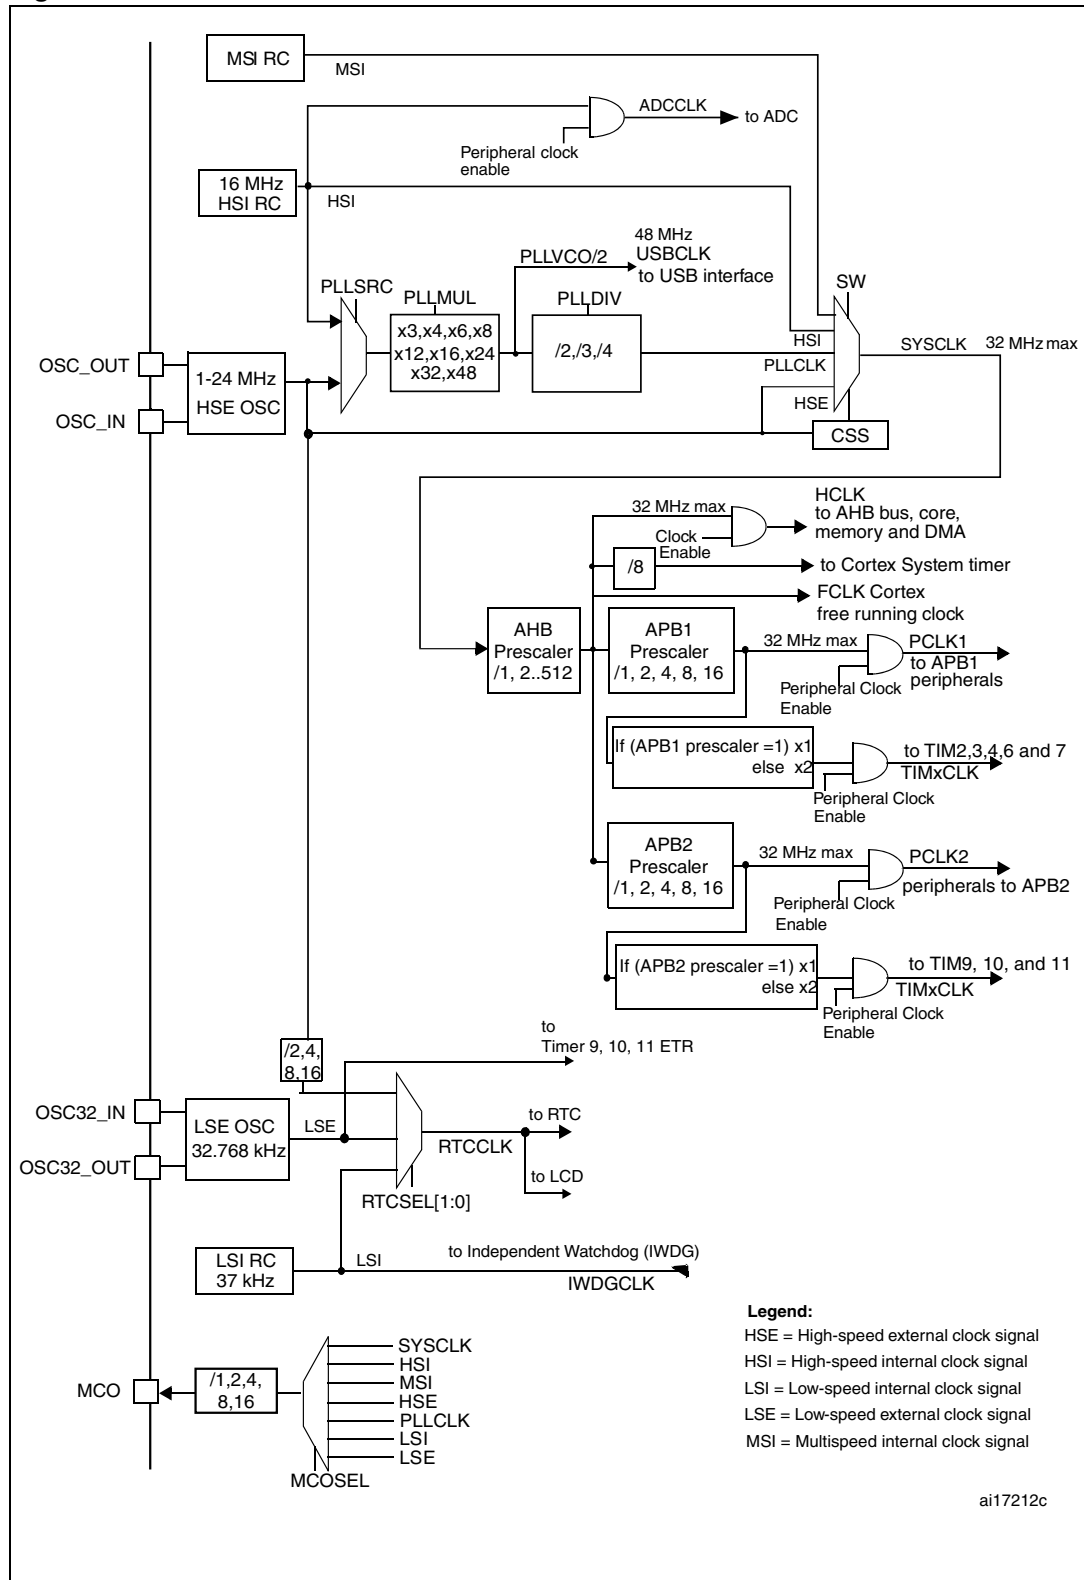 MSI RC
MSI
ADCCLK
to ADC
Peripheral clock
enable
16 MHz
HSI RC
HSI
48 MHz
PLLVCO/2
USBCLK
to USB interface
PLLSRC
PLLMUL
PLLDIV
SW
x3,x4,x6,x8
x12,x16,x24
x32,x48
/2,/3,/4
HSI
PLLCLK
HSE
SYSCLK
32 MHz max
OSC_OUT
OSC_IN
1-24 MHz
HSE OSC
CSS
32 MHz max
HCLK
to AHB bus, core,
memory and DMA
Clock
Enable
/8
to Cortex System timer
FCLK Cortex
free running clock
AHB
Prescaler
/1, 2..512
APB1
Prescaler
/1, 2, 4, 8, 16
32 MHz max
PCLK1
to APB1
peripherals
Peripheral Clock
Enable
If (APB1 prescaler =1) x1
else x2
to TIM2,3,4,6 and 7
TIMxCLK
Peripheral Clock
Enable
APB2
Prescaler
/1, 2, 4, 8, 16
32 MHz max
PCLK2
peripherals to APB2
Peripheral Clock
Enable
If (APB2 prescaler =1) x1
else x2
to TIM9, 10, and 11
TIMxCLK
Peripheral Clock
Enable
to
Timer 9, 10, 11 ETR
/2,4,
8,16
OSC32_IN
OSC32_OUT
LSE OSC
32.768 kHz
LSE
to RTC
RTCCLK
to LCD
RTCSEL[1:0]
LSI RC
37 kHz
LSI
to Independent Watchdog (IWDG)
IWDGCLK
MCO
/1,2,4,
8,16
SYSCLK
HSI
MSI
HSE
PLLCLK
LSI
LSE
MCOSEL
Legend:
HSE = High-speed external clock signal
HSI = High-speed internal clock signal
LSI = Low-speed internal clock signal
LSE = Low-speed external clock signal
MSI = Multispeed internal clock signal
ai17212c